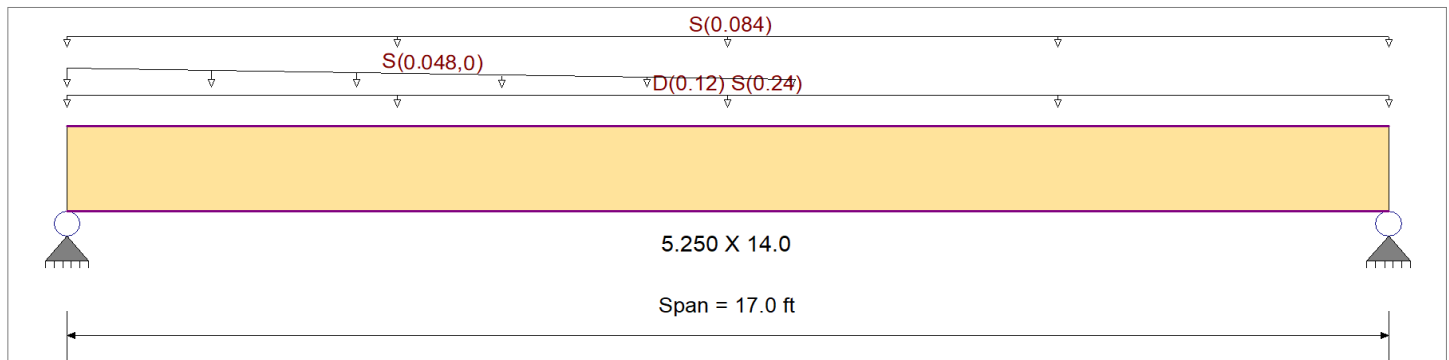 S(0.084)
S(0.048,0)
D(0.12) S(0.24)
5.250 X 14.0
Span = 17.0 ft